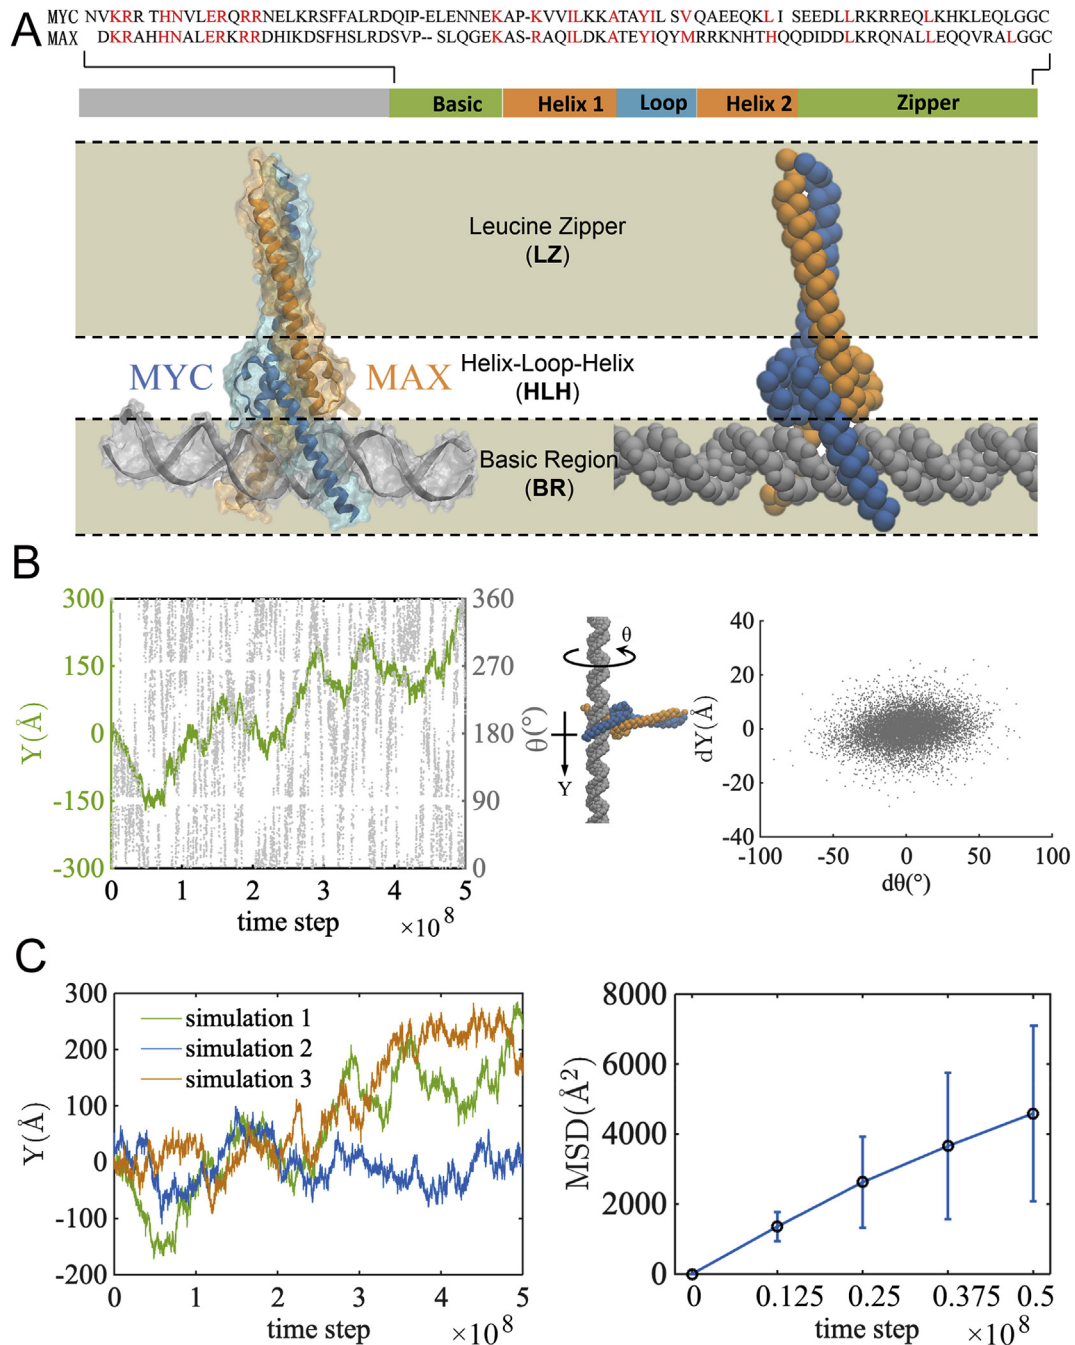 A
MYC NVKRR THNVLERQRRNELKRSFFALRDQIP-ELENNEKAP-KVVILKKATAYILSVQAEEQKL I SEEDLLRKRREQLKHKLEQLGGC
MAX DKRAHHNALERKRRDHIKDSFHSLRDSVP-- SLQGEKAS-RAQILDKATEYIQYMRRKNHTHQQDIDDLKRQNALLEQQVRALGGC
Basic Helix 1 Loop Helix 2 Zipper
Leucine Zipper
(LZ)
MYC MAX Helix-Loop-Helix
(HLH)
Basic Region
(BR)
B
300 360
150 270
0 180
-150 90
-300 0
Y(Å)
θ(°)
0 1 2 3 4 5
time step ×10 8
θ
Y
40
20
0
-20
-40
dY(Å)
-100 -50 0 50 100
dθ(°)
C
300
200
100
0
-100
-200
Y(Å)
simulation 1
simulation 2
simulation 3
0 1 2 3 4 5
time step ×10 8
8000
6000
4000
2000
0
MSD(Å2)
0 0.125 0.25 0.375 0.5
time step ×10 8